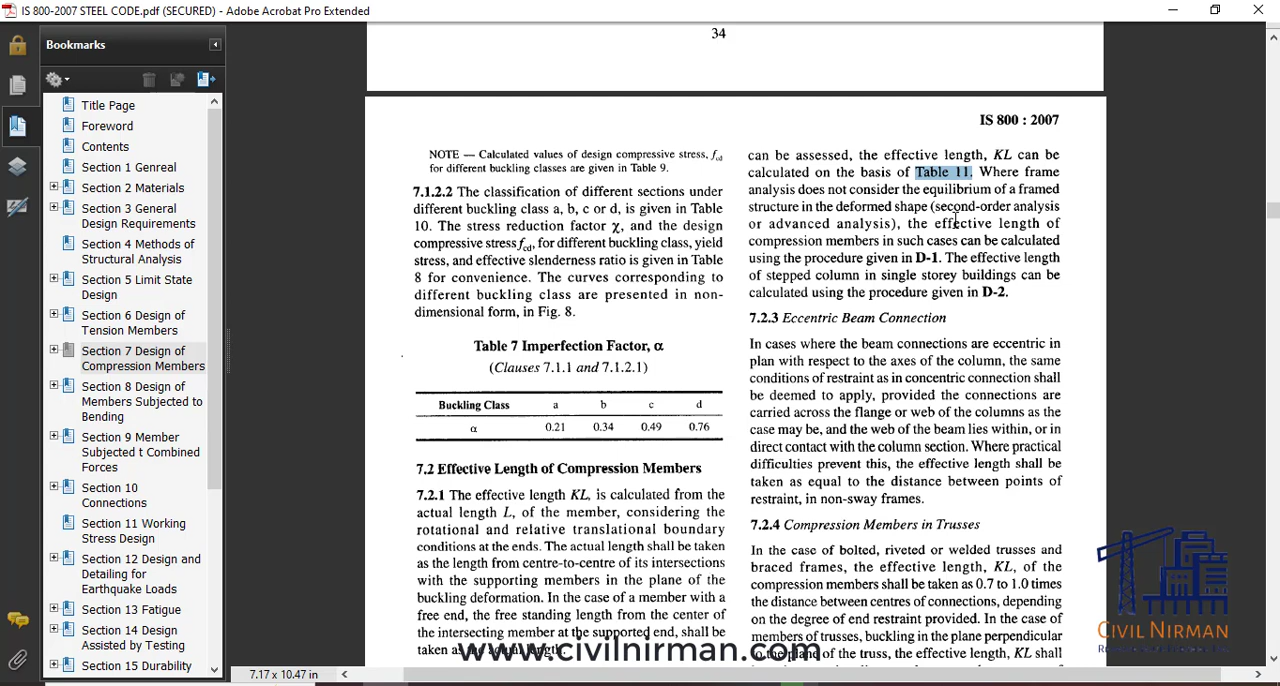 IS 800-2007 STEEL CODE.pdf (SECURED) - Adobe Acrobat Pro Extended
Bookmarks
Title Page
Foreword
Contents
Section 1 Genreal
Section 2 Materials
Section 3 General
Design Requirements
Section 4 Methods of
Structural Analysis
Section 5 Limit State
Design
Section 6 Design of
Tension Members
Section 7 Design of
Compression Members
Section 8 Design of
Members Subjected to
Bending
Section 9 Member
Subjected t Combined
Forces
Section 10
Connections
Section 11 Working
Stress Design
Section 12 Design and
Detailing for
Earthquake Loads
Section 13 Fatigue
Section 14 Design
Assisted by Testing
Section 15 Durability
34
IS 800 : 2007
NOTE — Calculated values of design compressive stress, fcd
for different buckling classes are given in Table 9.
7.1.2.2 The classification of different sections under
different buckling class a, b, c or d, is given in Table
10. The stress reduction factor χ, and the design
compressive stress fcd, for different buckling class, yield
stress, and effective slenderness ratio is given in Table
8 for convenience. The curves corresponding to
different buckling class are presented in non-
dimensional form, in Fig. 8.
Table 7 Imperfection Factor, α
(Clauses 7.1.1 and 7.1.2.1)
Buckling Class a b c d
α 0.21 0.34 0.49 0.76
7.2 Effective Length of Compression Members
7.2.1 The effective length KL, is calculated from the
actual length L, of the member, considering the
rotational and relative translational boundary
conditions at the ends. The actual length shall be taken
as the length from centre-to-centre of its intersections
with the supporting members in the plane of the
buckling deformation. In the case of a member with a
free end, the free standing length from the center of
the intersecting member at the supported end, shall be
taken as the actual length.
can be assessed, the effective length, KL can be
calculated on the basis of Table 11. Where frame
analysis does not consider the equilibrium of a framed
structure in the deformed shape (second-order analysis
or advanced analysis), the effective length of
compression members in such cases can be calculated
using the procedure given in D-1. The effective length
of stepped column in single storey buildings can be
calculated using the procedure given in D-2.
7.2.3 Eccentric Beam Connection
In cases where the beam connections are eccentric in
plan with respect to the axes of the column, the same
conditions of restraint as in concentric connection shall
be deemed to apply, provided the connections are
carried across the flange or web of the columns as the
case may be, and the web of the beam lies within, or in
direct contact with the column section. Where practical
difficulties prevent this, the effective length shall be
taken as equal to the distance between points of
restraint, in non-sway frames.
7.2.4 Compression Members in Trusses
In the case of bolted, riveted or welded trusses and
braced frames, the effective length, KL, of the
compression members shall be taken as 0.7 to 1.0 times
the distance between centres of connections, depending
on the degree of end restraint provided. In the case of
members of trusses, buckling in the plane perpendicular
to the plane of the truss, the effective length, KL shall
CIVIL NIRMAN
www.civilnirman.com
7.17 x 10.47 in